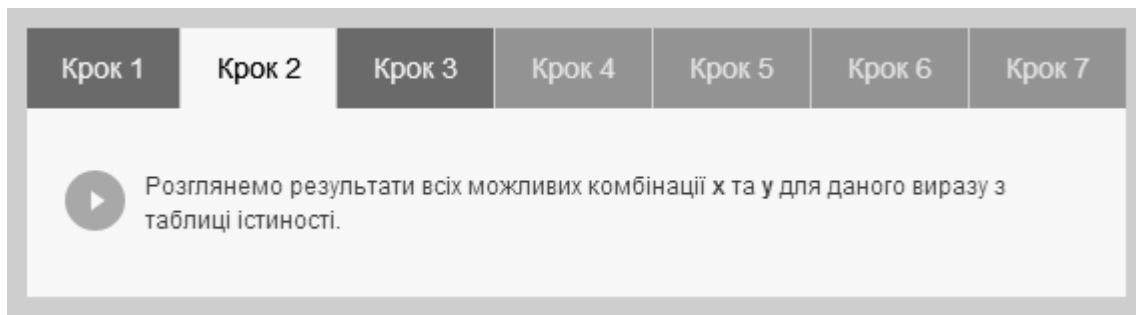 Крок 1 Крок 2 Крок 3 Крок 4 Крок 5 Крок 6 Крок 7
Розглянемо результати всіх можливих комбінації x та y для даного виразу з
таблиці істиності.